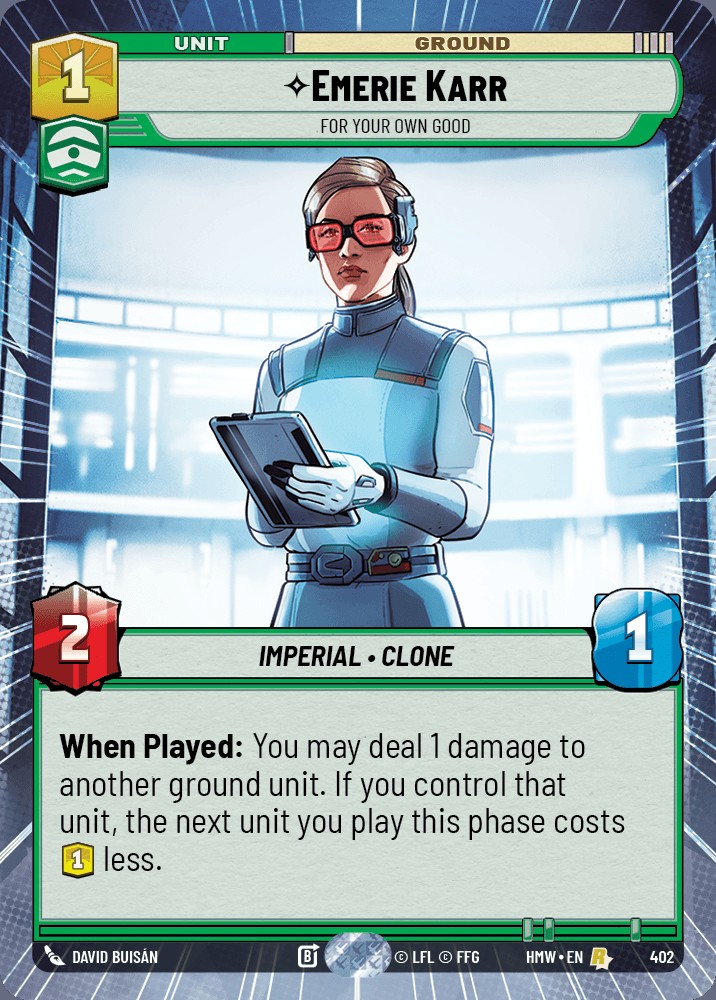 UNIT
GROUND
1
✧EMERIE KARR
FOR YOUR OWN GOOD
2
IMPERIAL • CLONE
1
When Played: You may deal 1 damage to
another ground unit. If you control that
unit, the next unit you play this phase costs
1 less.
DAVID BUISÁN
B
© LFL © FFG
HMW • EN
R
402